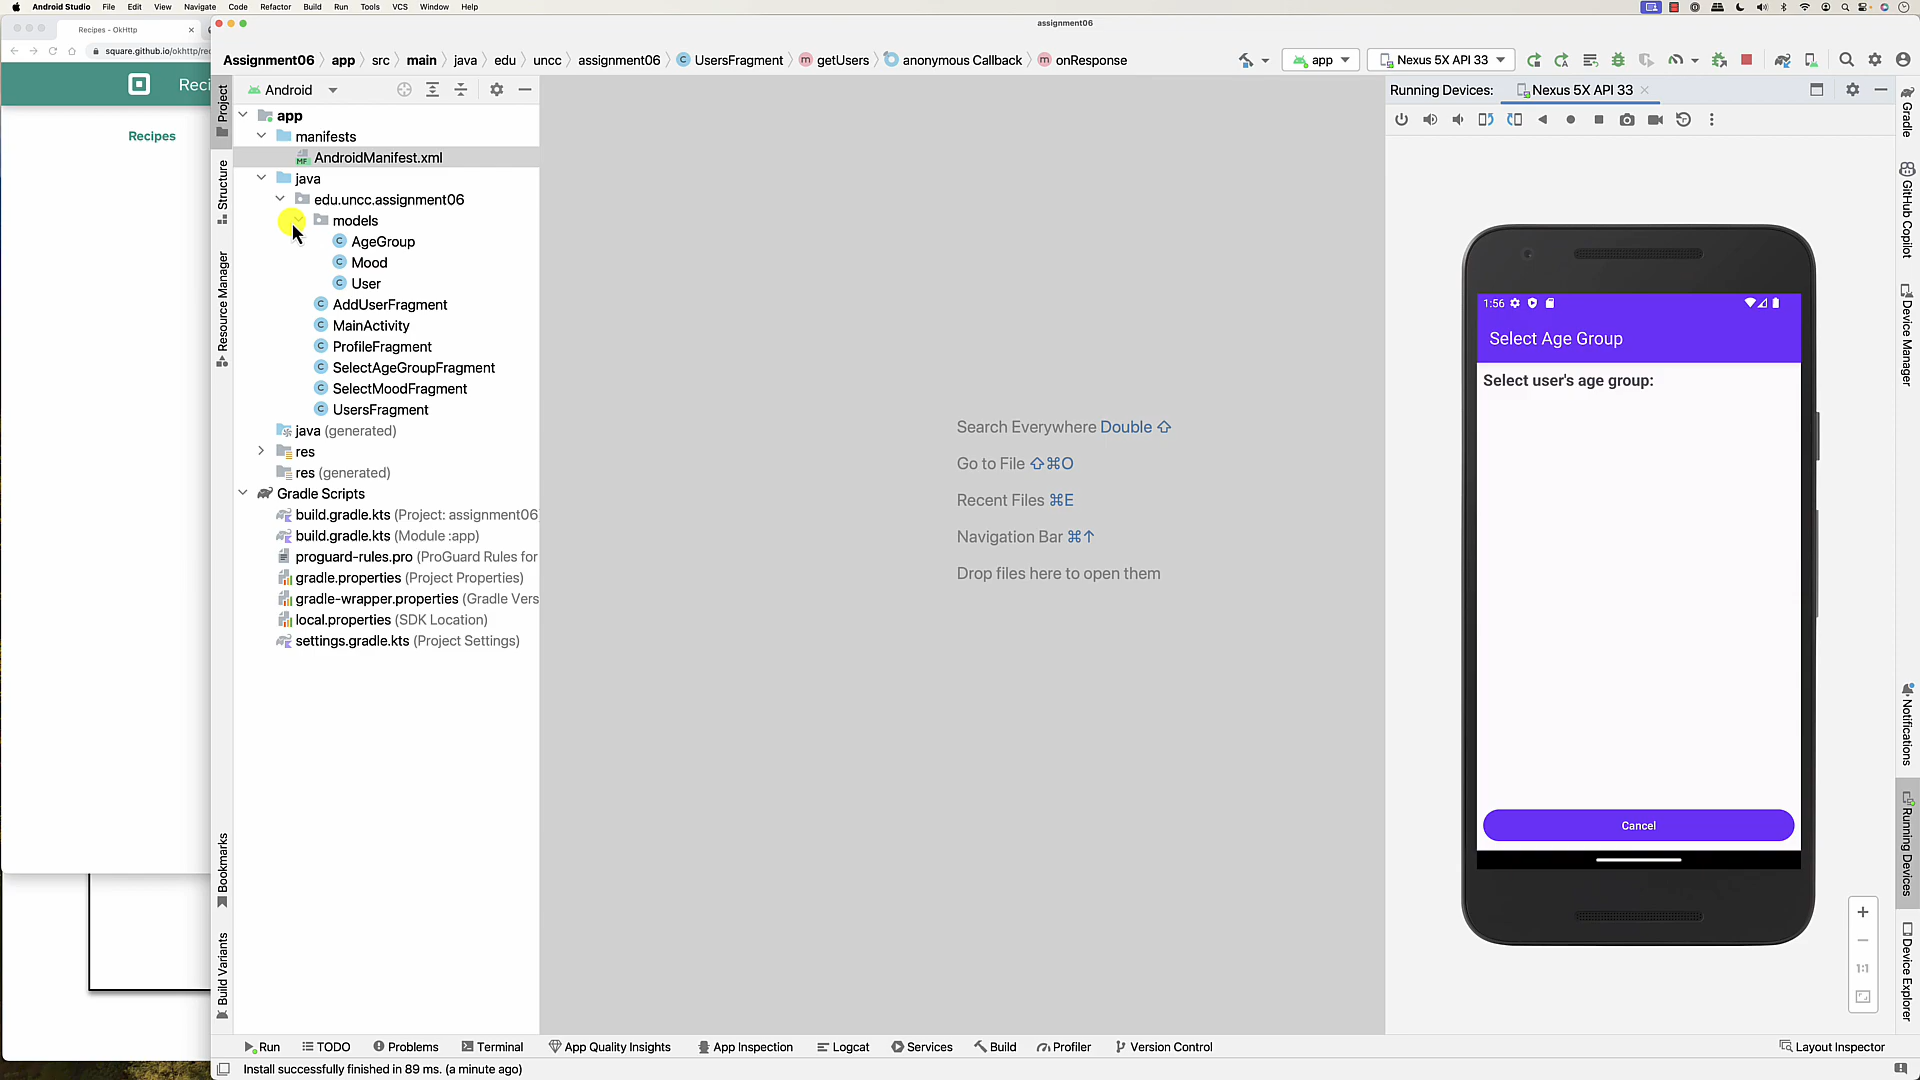 Android Studio File Edit View Navigate Code Refactor Build Run Tools VCS Window Help
Recipes - OkHttp
square.github.io/okhttp/rec
Reci
Recipes
assignment06
Assignment06 app src main java edu uncc assignment06 UsersFragment getUsers anonymous Callback onResponse
app Nexus 5X API 33
Project
Structure
Resource Manager
Bookmarks
Build Variants
Android
app
manifests
AndroidManifest.xml
java
edu.uncc.assignment06
models
AgeGroup
Mood
User
AddUserFragment
MainActivity
ProfileFragment
SelectAgeGroupFragment
SelectMoodFragment
UsersFragment
java (generated)
res
res (generated)
Gradle Scripts
build.gradle.kts (Project: assignment06
build.gradle.kts (Module :app)
proguard-rules.pro (ProGuard Rules for
gradle.properties (Project Properties)
gradle-wrapper.properties (Gradle Vers
local.properties (SDK Location)
settings.gradle.kts (Project Settings)
Search Everywhere Double ⇧
Go to File ⇧⌘O
Recent Files ⌘E
Navigation Bar ⌘↑
Drop files here to open them
Running Devices: Nexus 5X API 33
1:56
Select Age Group
Select user's age group:
Cancel
1:1
Gradle
GitHub Copilot
Device Manager
Notifications
Running Devices
Device Explorer
Run TODO Problems Terminal App Quality Insights App Inspection Logcat Services Build Profiler Version Control Layout Inspector
Install successfully finished in 89 ms. (a minute ago)